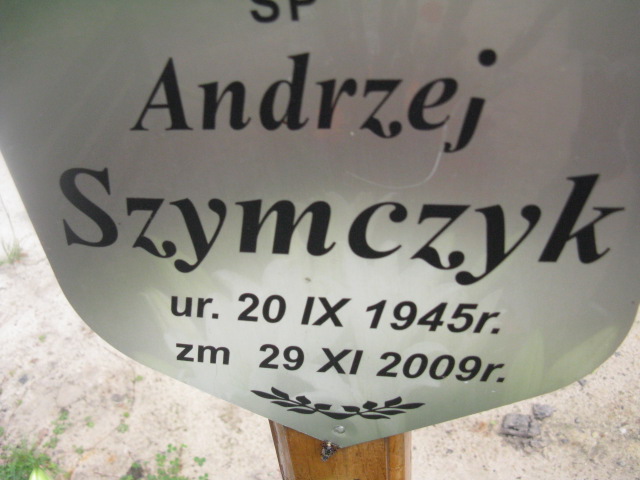 SP
Andrzej
Szymczyk
ur. 20 IX 1945r.
zm 29 XI 2009r.